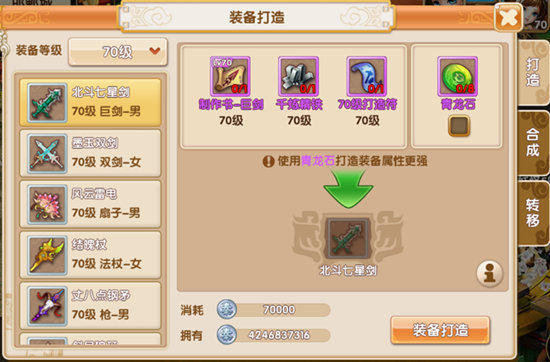 装备打造
装备等级
70级
北斗七星剑
70级 巨剑-男
墨玉双剑
70级 双剑-女
风云雷电
70级 扇子-男
结魄杖
70级 法杖-女
丈八点钢矛
70级 枪-男
70
0/1
0/1
0/1
0/8
制作书-巨剑
千炼精铁
70级打造符
青龙石
70级
70级
70级
使用青龙石打造装备属性更强
北斗七星剑
消耗
70000
拥有
4246837316
装备打造
打造
合成
转移
70